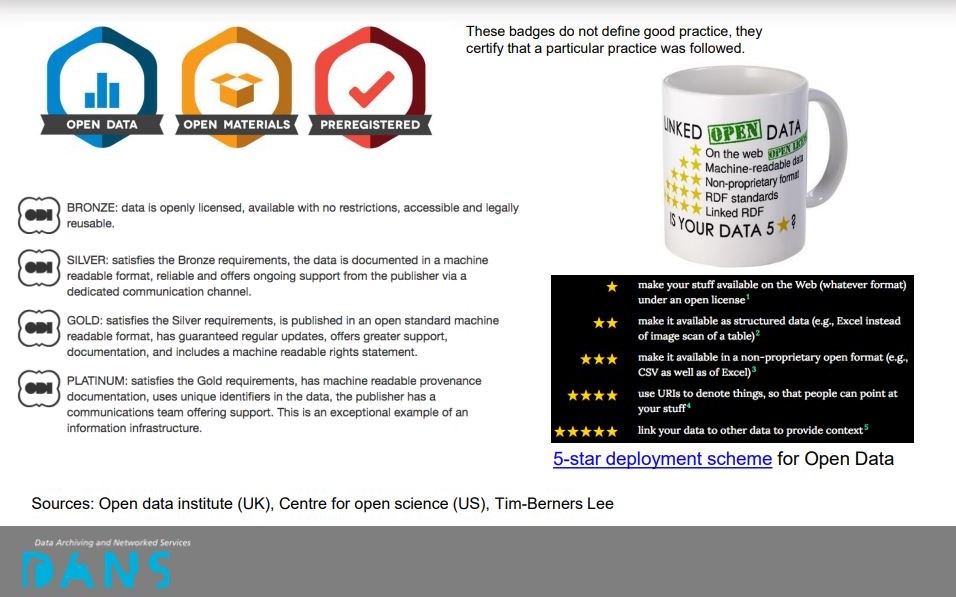 These badges do not define good practice, they
certify that a particular practice was followed.
OPEN DATA
OPEN MATERIALS
PREREGISTERED
LINKED OPEN DATA
★ On the web OPEN LICENSE
★★ Machine-readable data
★★★ Non-proprietary format
★★★★ RDF standards
★★★★★ Linked RDF
IS YOUR DATA 5 ★?
ODI
BRONZE: data is openly licensed, available with no restrictions, accessible and legally
reusable.
ODI
SILVER: satisfies the Bronze requirements, the data is documented in a machine
readable format, reliable and offers ongoing support from the publisher via a
dedicated communication channel.
ODI
GOLD: satisfies the Silver requirements, is published in an open standard machine
readable format, has guaranteed regular updates, offers greater support,
documentation, and includes a machine readable rights statement.
ODI
PLATINUM: satisfies the Gold requirements, has machine readable provenance
documentation, uses unique identifiers in the data, the publisher has a
communications team offering support. This is an exceptional example of an
information infrastructure.
★ make your stuff available on the Web (whatever format)
under an open license¹
★★ make it available as structured data (e.g., Excel instead
of image scan of a table)²
★★★ make it available in a non-proprietary open format (e.g.,
CSV as well as of Excel)³
★★★★ use URIs to denote things, so that people can point at
your stuff⁴
★★★★★ link your data to other data to provide context⁵
5-star deployment scheme for Open Data
Sources: Open data institute (UK), Centre for open science (US), Tim-Berners Lee
Data Archiving and Networked Services
DANS